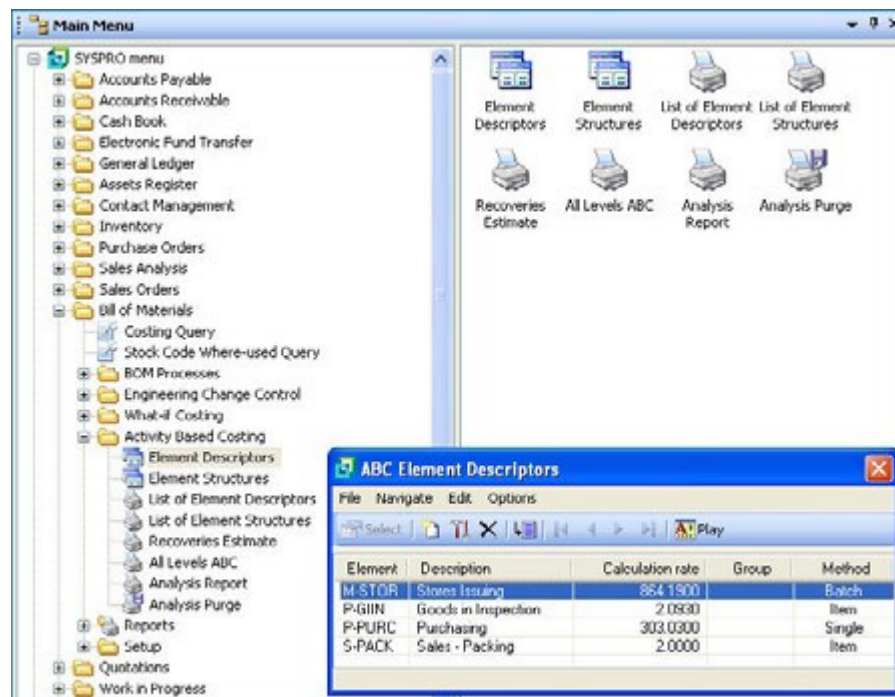 Main Menu
SYSPRO menu
Accounts Payable
Accounts Receivable
Cash Book
Electronic Fund Transfer
General Ledger
Assets Register
Contact Management
Inventory
Purchase Orders
Sales Analysis
Sales Orders
Bill of Materials
Costing Query
Stock Code Where-used Query
BOM Processes
Engineering Change Control
What-if Costing
Activity Based Costing
Element Descriptors
Element Structures
List of Element Descriptors
List of Element Structures
Recoveries Estimate
All Levels ABC
Analysis Report
Analysis Purge
Reports
Setup
Quotations
Work in Progress
Element Descriptors
Element Structures
List of Element Descriptors
List of Element Structures
Recoveries Estimate
All Levels ABC
Analysis Report
Analysis Purge
ABC Element Descriptors
File Navigate Edit Options
Select Play
Element Description Calculation rate Group Method
M-STOR Stores Issuing 864.1900 Batch
P-GIIN Goods in Inspection 2.0930 Item
P-PURC Purchasing 303.0300 Single
S-PACK Sales - Packing 2.0000 Item